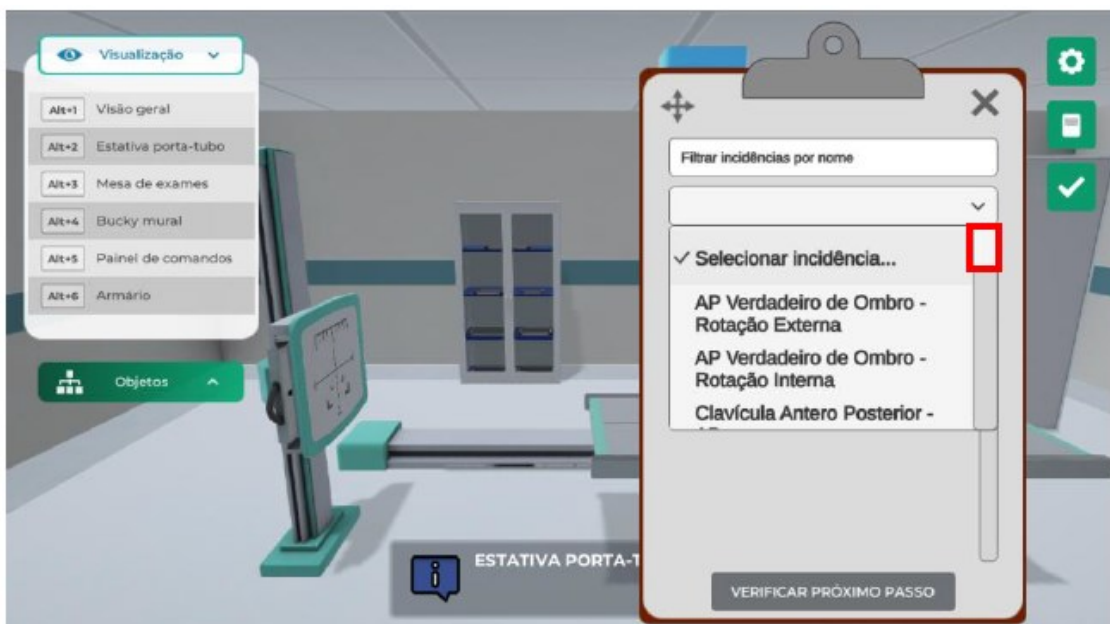 Visualização
Alt+1 Visão geral
Alt+2 Estativa porta-tubo
Alt+3 Mesa de exames
Alt+4 Bucky mural
Alt+5 Painel de comandos
Alt+6 Armário
Objetos
ESTATIVA PORTA-T
Filtrar incidências por nome
Selecionar incidência...
AP Verdadeiro de Ombro -
Rotação Externa
AP Verdadeiro de Ombro -
Rotação Interna
Clavícula Antero Posterior -
VERIFICAR PRÓXIMO PASSO